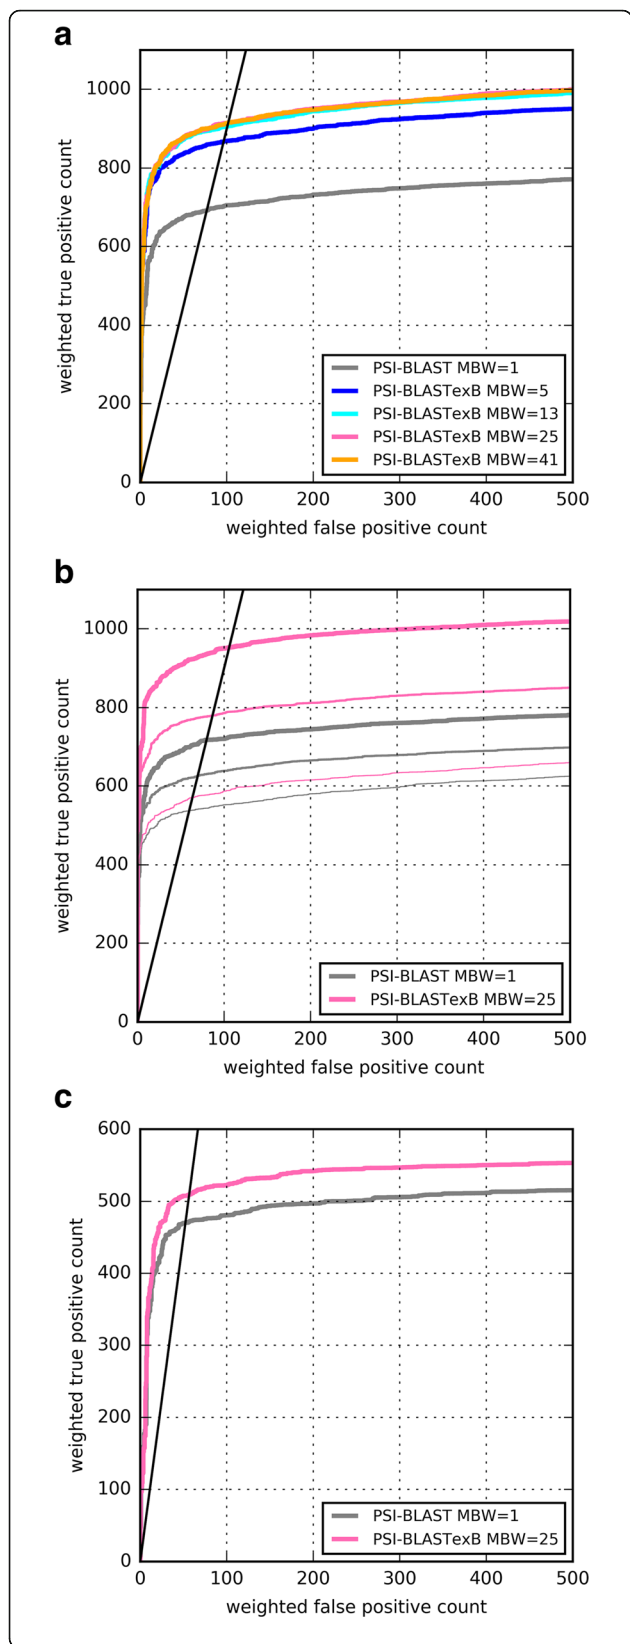 a
1000
800
600
400
200
0
weighted true positive count
PSI-BLAST MBW=1
PSI-BLASTexB MBW=5
PSI-BLASTexB MBW=13
PSI-BLASTexB MBW=25
PSI-BLASTexB MBW=41
0 100 200 300 400 500
weighted false positive count
b
1000
800
600
400
200
0
weighted true positive count
PSI-BLAST MBW=1
PSI-BLASTexB MBW=25
0 100 200 300 400 500
weighted false positive count
c
600
500
400
300
200
100
0
weighted true positive count
PSI-BLAST MBW=1
PSI-BLASTexB MBW=25
0 100 200 300 400 500
weighted false positive count